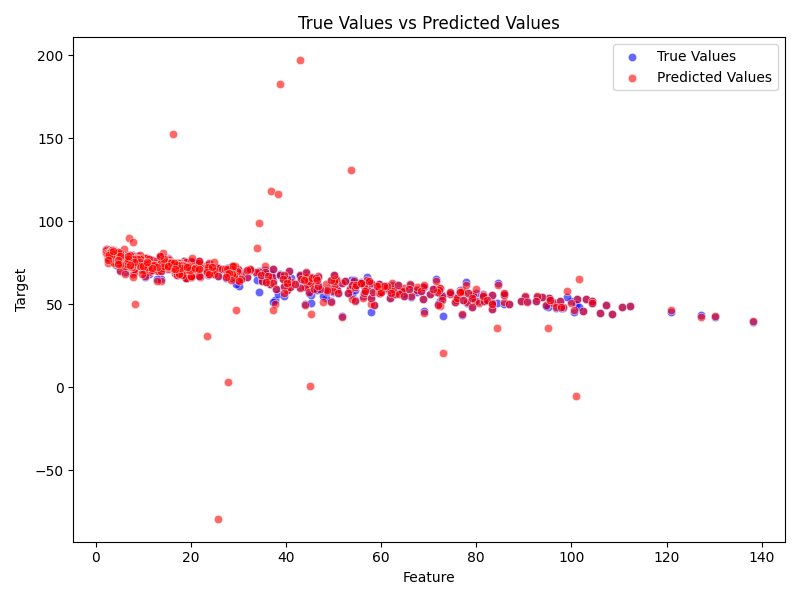 True Values vs Predicted Values
True Values
Predicted Values
200
150
100
50
0
−50
Target
0 20 40 60 80 100 120 140
Feature